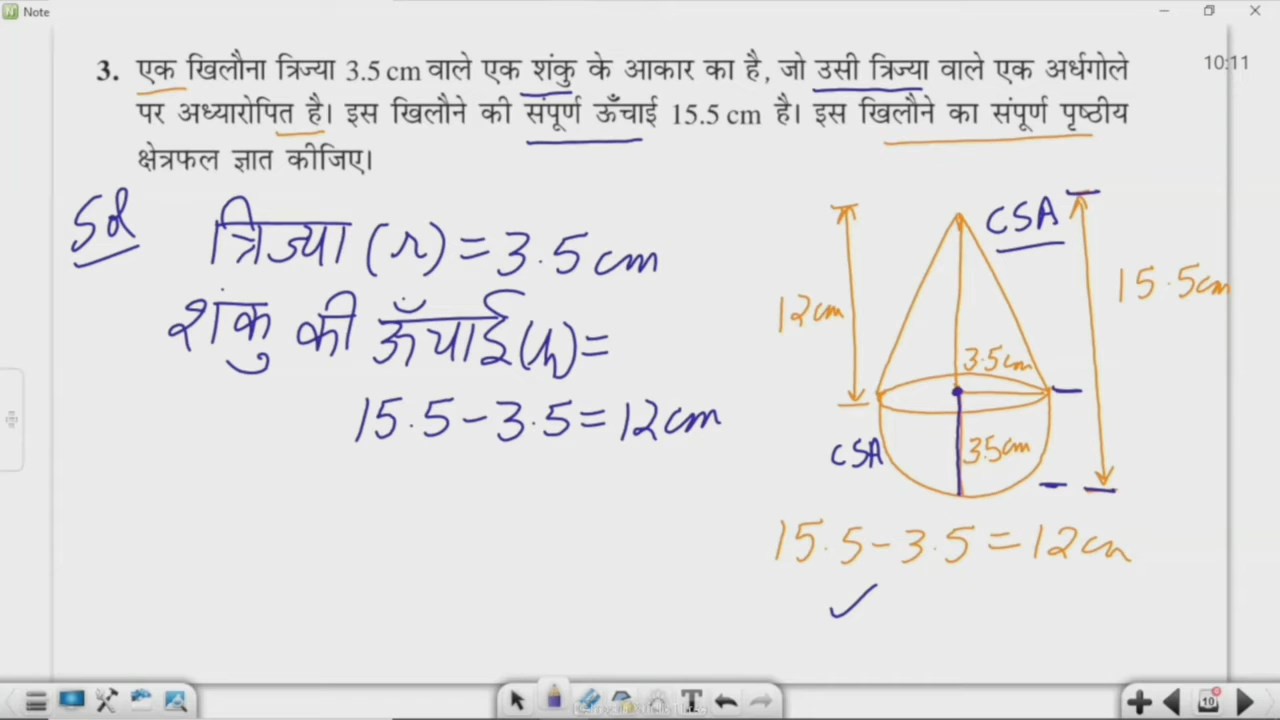 Note
3. एक खिलौना त्रिज्या 3.5 cm वाले एक शंकु के आकार का है, जो उसी त्रिज्या वाले एक अर्धगोले
पर अध्यारोपित है। इस खिलौने की संपूर्ण ऊँचाई 15.5 cm है। इस खिलौने का संपूर्ण पृष्ठीय
क्षेत्रफल ज्ञात कीजिए।
10:11
Sol
त्रिज्या (r) = 3.5 cm
शंकु की ऊँचाई (h) =
15.5 - 3.5 = 12 cm
CSA
12 cm
15.5 cm
3.5 cm
CSA
3.5 cm
15.5 - 3.5 = 12 cm
T
10